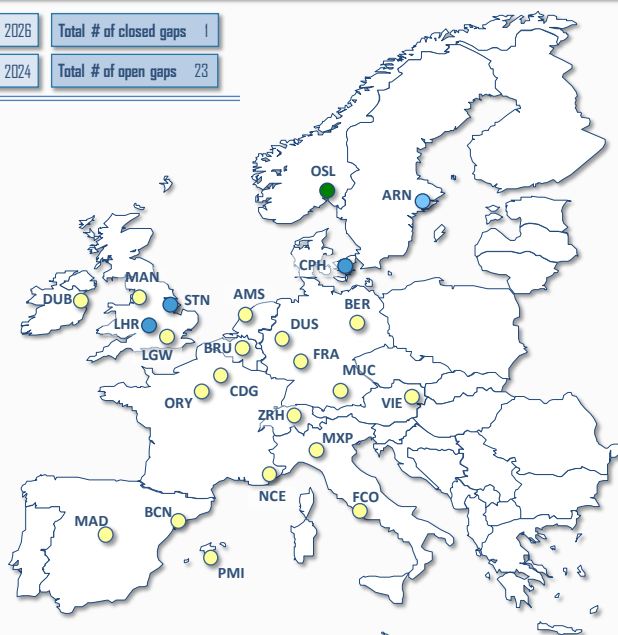 2026 Total # of closed gaps 1
2024 Total # of open gaps 23
OSL
ARN
CPH
MAN
DUB
STN
AMS
BER
LHR
DUS
LGW
BRU
FRA
MUC
CDG
ORY
VIE
ZRH
MXP
NCE
FCO
BCN
MAD
PMI